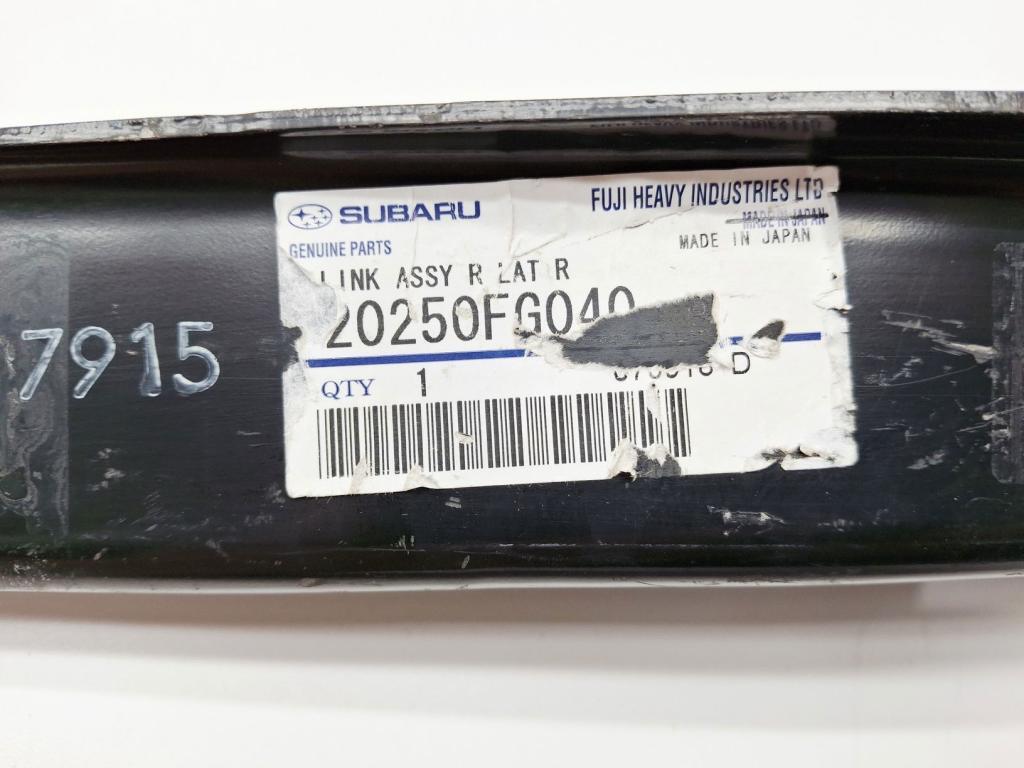 SUBARU
FUJI HEAVY INDUSTRIES LTD
MADE IN JAPAN
GENUINE PARTS
MADE IN JAPAN
LINK ASSY R LAT R
20250FG040
7915
QTY 1
D